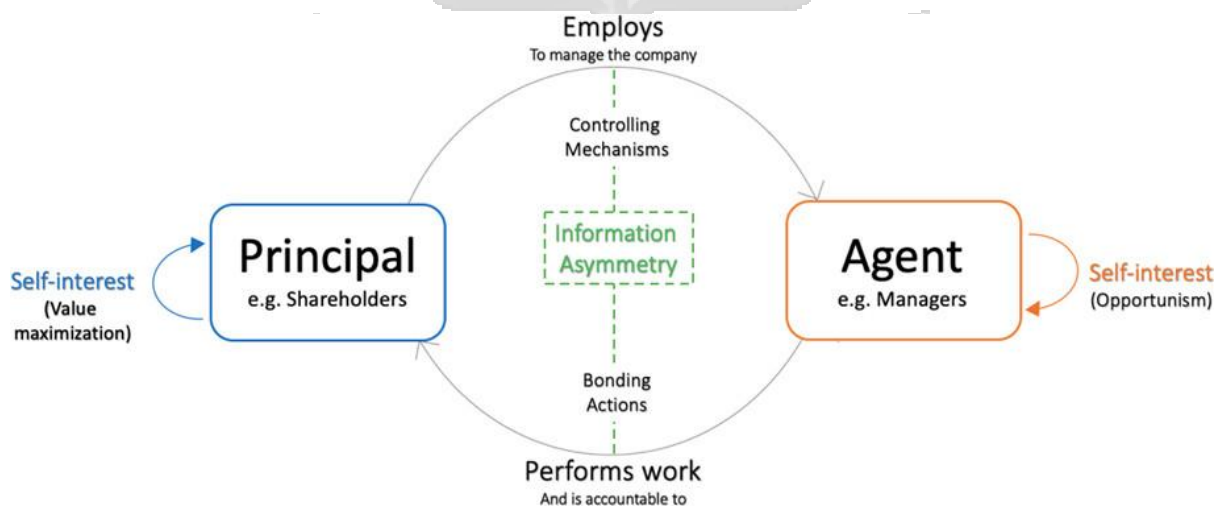 Employs
To manage the company
Controlling
Mechanisms
Principal
e.g. Shareholders
Information
Asymmetry
Agent
e.g. Managers
Self-interest
(Value
maximization)
Self-interest
(Opportunism)
Bonding
Actions
Performs work
And is accountable to